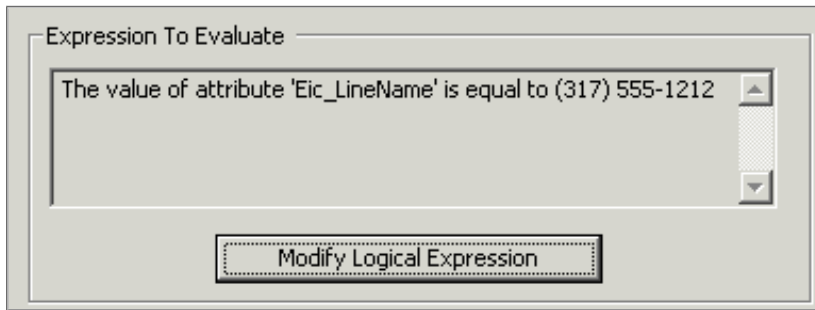 Expression To Evaluate
The value of attribute 'Eic_LineName' is equal to (317) 555-1212
Modify Logical Expression